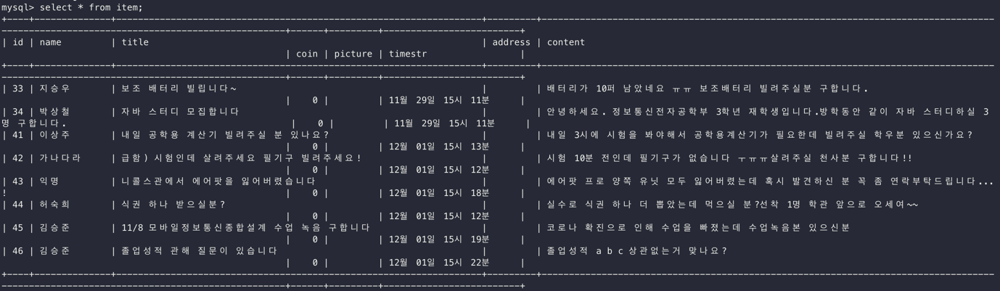 mysql> select * from item;
| id | name | title | address | content
| coin | picture | timestr |
| 33 | 지승우 | 보조 배터리 빌립니다~ | | 배터리가 10퍼 남았네요 ㅠㅠ 보조배터리 빌려주실분 구합니다.
| 0 | | 11월 29일 15시 11분 |
| 34 | 박상철 | 자바 스터디 모집합니다 | | 안녕하세요. 정보통신전자공학부 3학년 재학생입니다.방학동안 같이 자바 스터디하실 3
명 구합니다. | 0 | | 11월 29일 15시 11분 |
| 41 | 이상주 | 내일 공학용 계산기 빌려주실 분 있나요? | | 내일 3시에 시험을 봐야해서 공학용계산기가 필요한데 빌려주실 학우분 있으신가요?
| 0 | | 12월 01일 15시 13분 |
| 42 | 가나다라 | 급함) 시험인데 살려주세요 필기구 빌려주세요! | | 시험 10분 전인데 필기구가 없습니다 ㅜㅠㅠ살려주실 천사분 구합니다!!
| 0 | | 12월 01일 15시 12분 |
| 43 | 익명 | 니콜스관에서 에어팟을 잃어버렸습니다 | | 에어팟 프로 양쪽 유닛 모두 잃어버렸는데 혹시 발견하신 분 꼭 좀 연락부탁드립니다...
! | 0 | | 12월 01일 15시 18분 |
| 44 | 허숙희 | 식권 하나 받으실분? | | 실수로 식권 하나 더 뽑았는데 먹으실 분?선착 1명 학관 앞으로 오세여~~
| 0 | | 12월 01일 15시 12분 |
| 45 | 김승준 | 11/8 모바일정보통신종합설계 수업 녹음 구합니다 | | 코로나 확진으로 인해 수업을 빠졌는데 수업녹음본 있으신분
| 0 | | 12월 01일 15시 19분 |
| 46 | 김승준 | 졸업성적 관해 질문이 있습니다 | | 졸업성적 a b c 상관없는거 맞나요?
| 0 | | 12월 01일 15시 22분 |